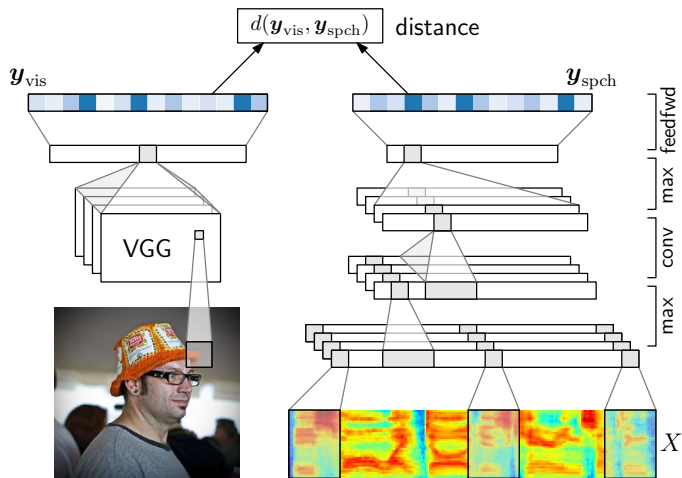 d(y_vis, y_spch) distance
y_vis
y_spch
feedfwd
max
VGG
conv
max
X